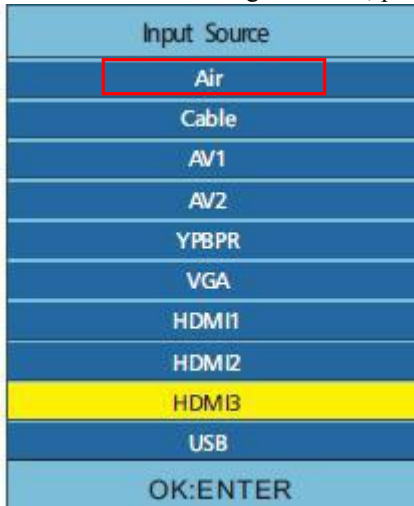 Input Source
Air
Cable
AV1
AV2
YPBPR
VGA
HDMI1
HDMI2
HDMI3
USB
OK:ENTER